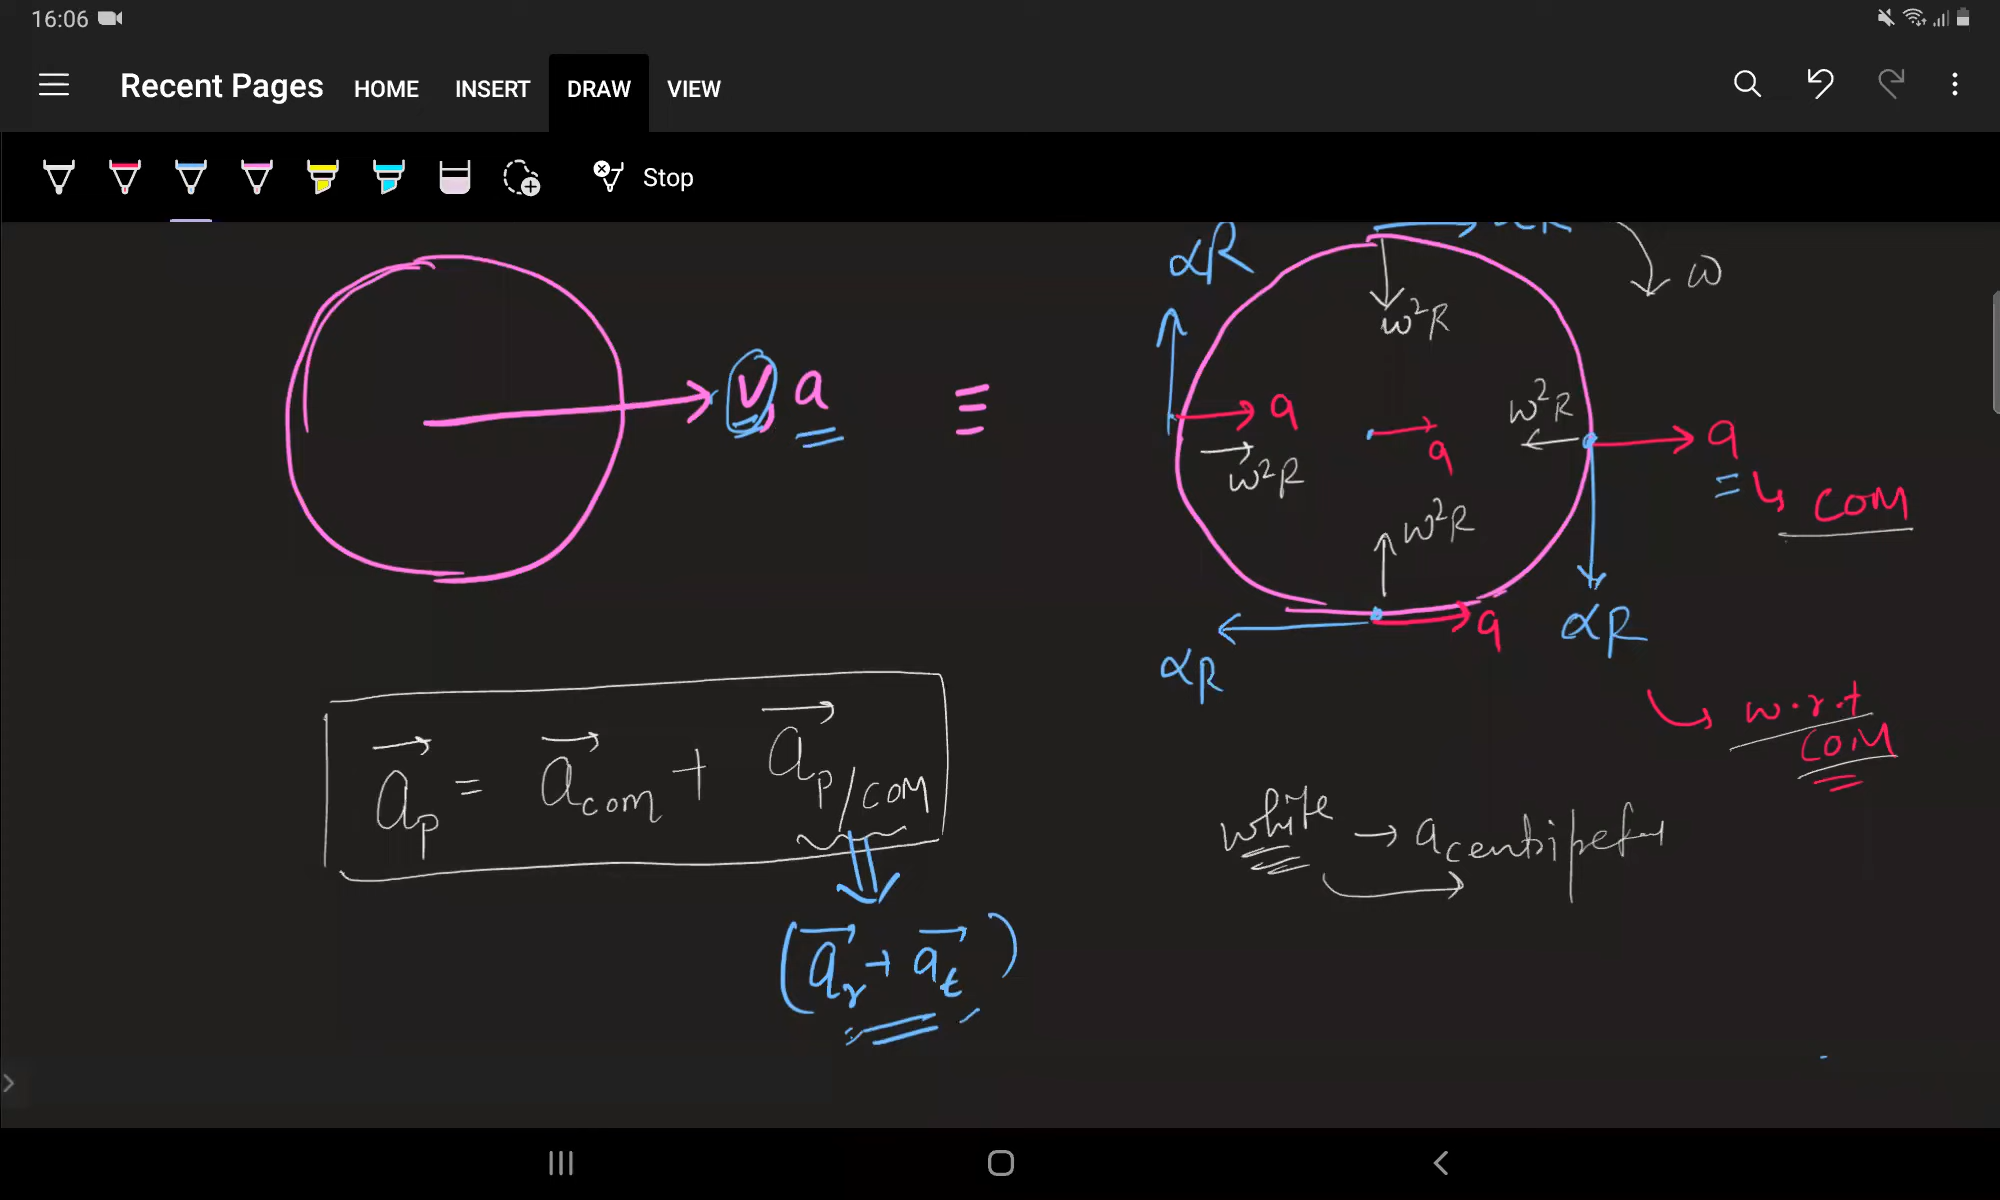 16:06
Recent Pages HOME INSERT DRAW VIEW
Stop
αR
ω
ω²R
v, a
≡
a
a
ω²R
a
ω²R
= ↳ COM
ω²R
a
αR
αR
w.r.t
COM
a⃗p = a⃗com + a⃗p/COM
white → acentripetal
(a⃗r + a⃗t)